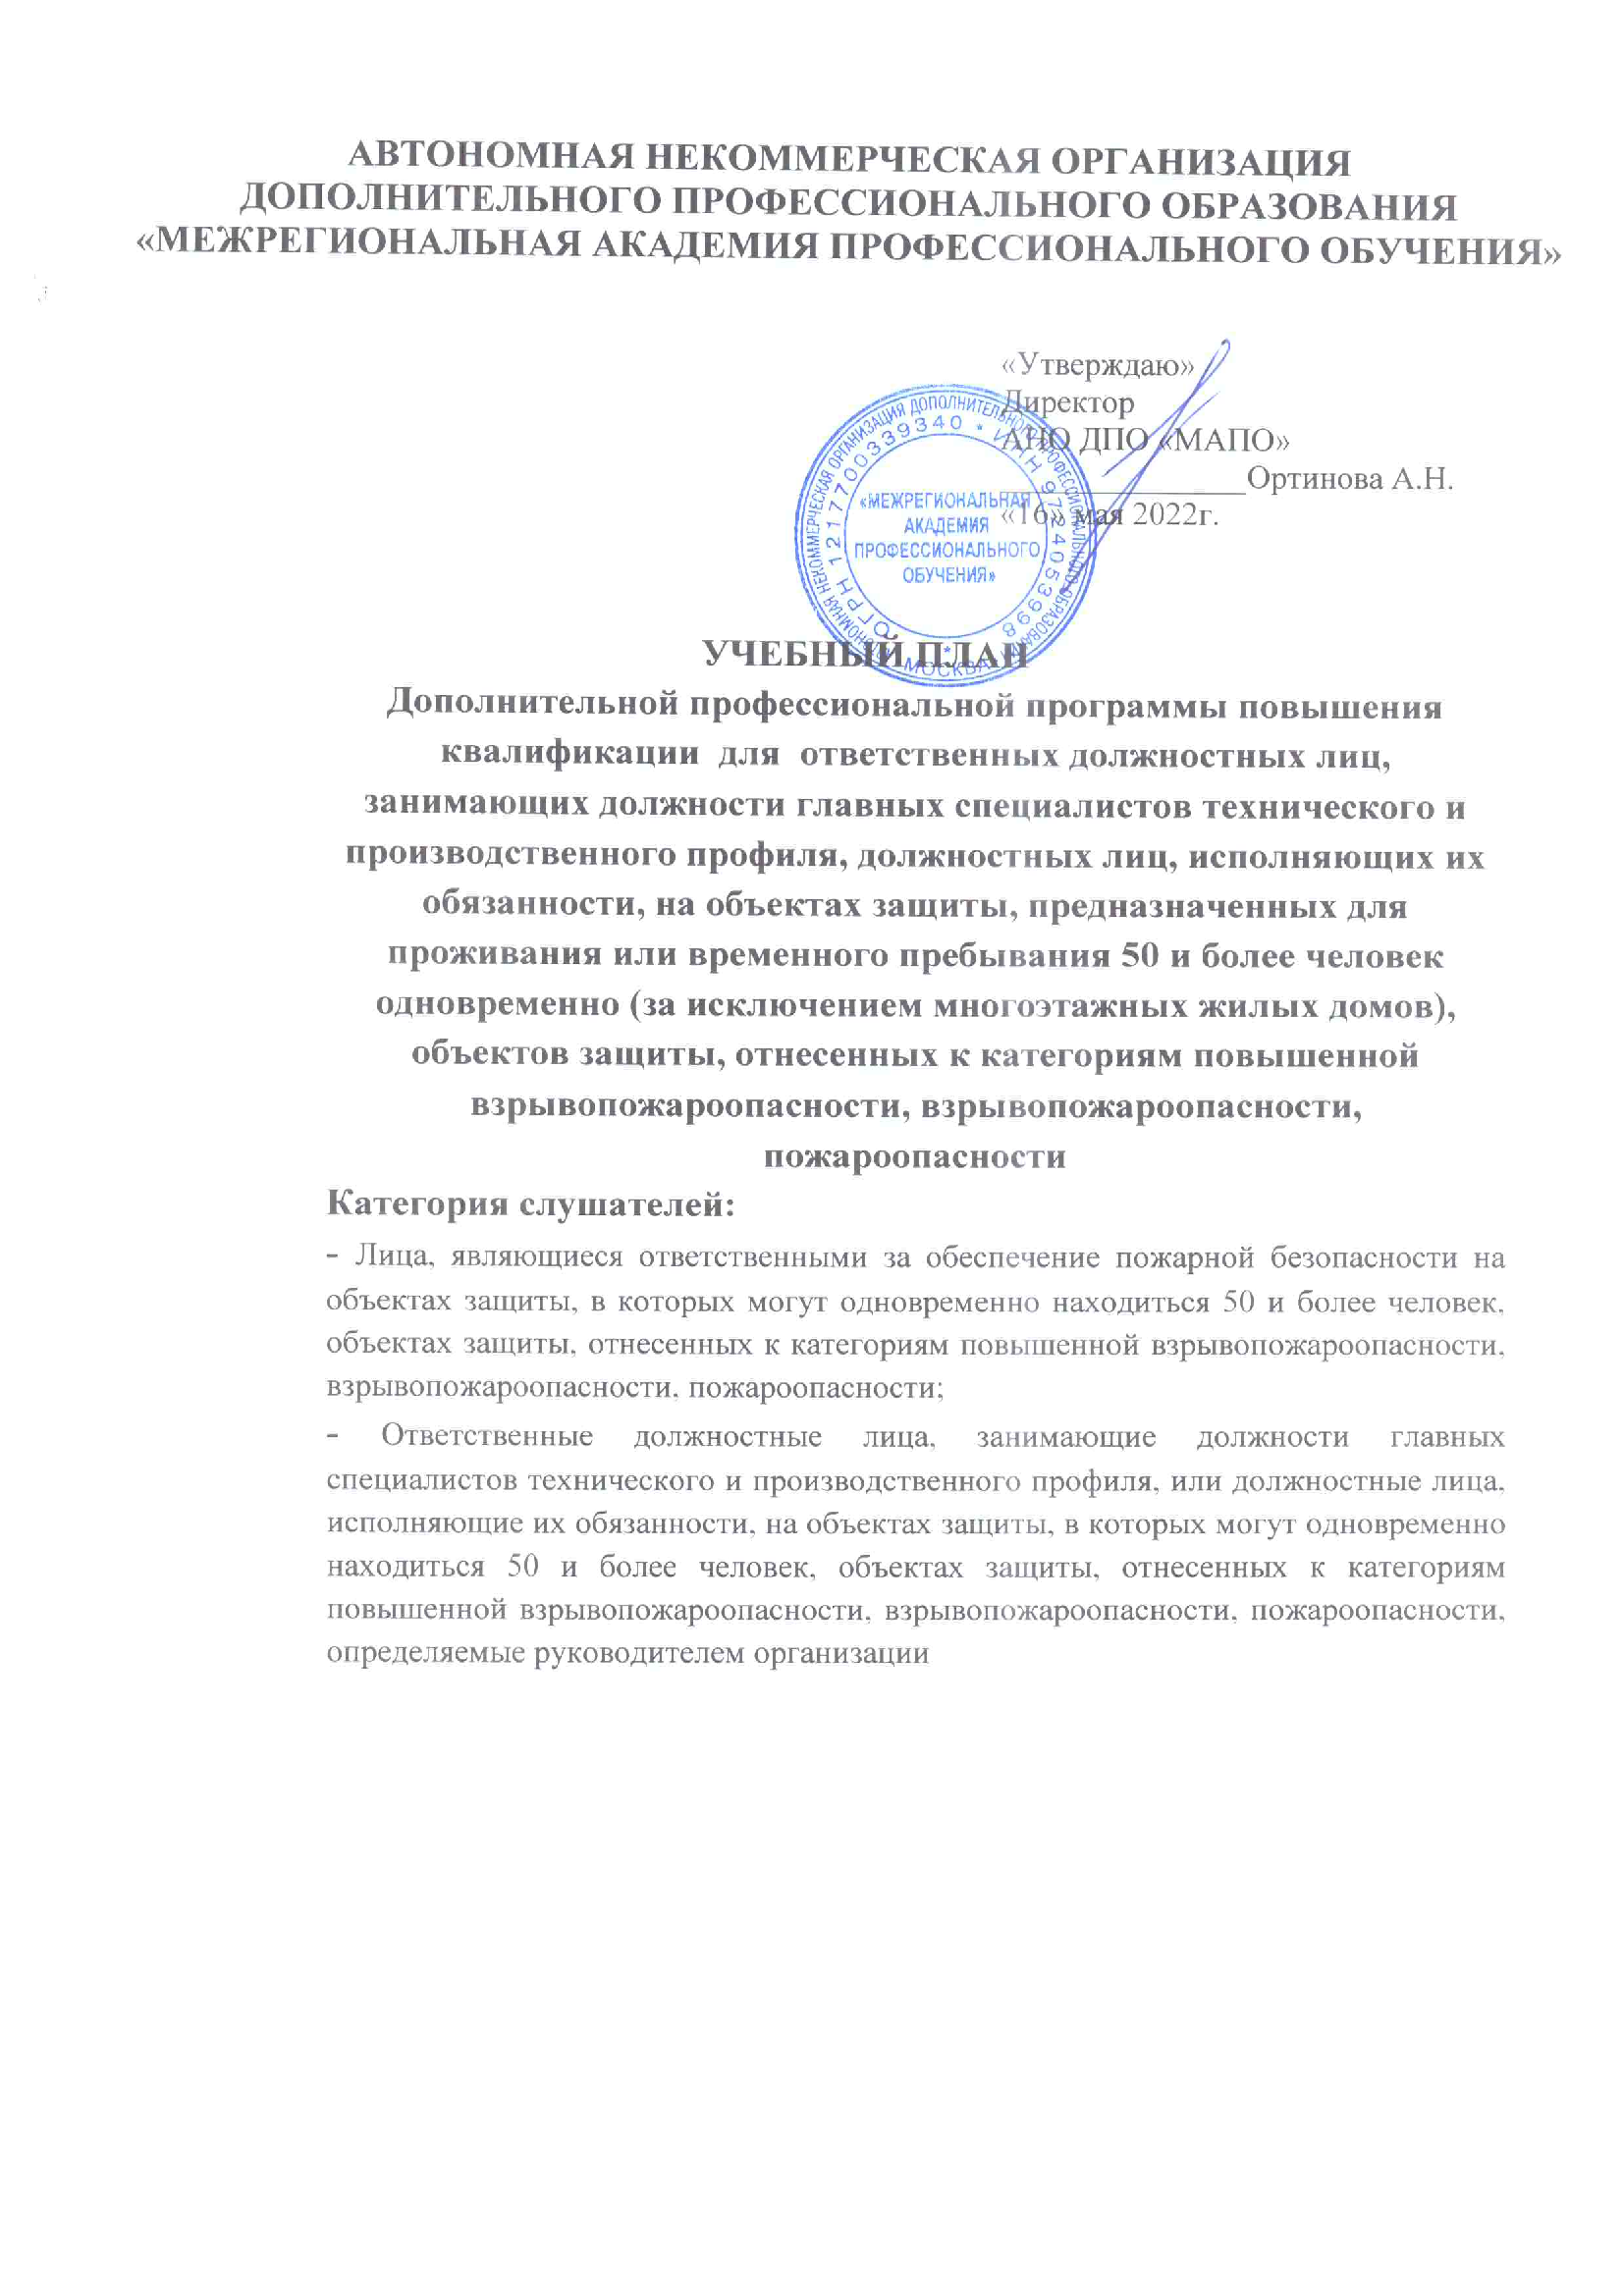 АВТОНОМНАЯ НЕКОММЕРЧЕСКАЯ ОРГАНИЗАЦИЯ
ДОПОЛНИТЕЛЬНОГО ПРОФЕССИОНАЛЬНОГО ОБРАЗОВАНИЯ
«МЕЖРЕГИОНАЛЬНАЯ АКАДЕМИЯ ПРОФЕССИОНАЛЬНОГО ОБУЧЕНИЯ»
«Утверждаю»
Директор
АНО ДПО «МАПО»
_______________Ортинова А.Н.
«16» мая 2022г.
АВТОНОМНАЯ НЕКОММЕРЧЕСКАЯ ОРГАНИЗАЦИЯ ДОПОЛНИТЕЛЬНОГО ПРОФЕССИОНАЛЬНОГО ОБРАЗОВАНИЯ
ОГРН 1217700339340 * ИНН 9724053998
«МЕЖРЕГИОНАЛЬНАЯ
АКАДЕМИЯ
ПРОФЕССИОНАЛЬНОГО
ОБУЧЕНИЯ»
* МОСКВА
УЧЕБНЫЙ ПЛАН
Дополнительной профессиональной программы повышения
квалификации для ответственных должностных лиц,
занимающих должности главных специалистов технического и
производственного профиля, должностных лиц, исполняющих их
обязанности, на объектах защиты, предназначенных для
проживания или временного пребывания 50 и более человек
одновременно (за исключением многоэтажных жилых домов),
объектов защиты, отнесенных к категориям повышенной
взрывопожароопасности, взрывопожароопасности,
пожароопасности
Категория слушателей:
- Лица, являющиеся ответственными за обеспечение пожарной безопасности на
объектах защиты, в которых могут одновременно находиться 50 и более человек,
объектах защиты, отнесенных к категориям повышенной взрывопожароопасности,
взрывопожароопасности, пожароопасности;
- Ответственные должностные лица, занимающие должности главных
специалистов технического и производственного профиля, или должностные лица,
исполняющие их обязанности, на объектах защиты, в которых могут одновременно
находиться 50 и более человек, объектах защиты, отнесенных к категориям
повышенной взрывопожароопасности, взрывопожароопасности, пожароопасности,
определяемые руководителем организации